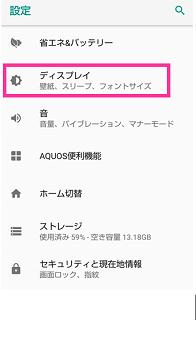 設定
省エネ&バッテリー
ディスプレイ
壁紙、スリープ、フォントサイズ
音
音量、バイブレーション、マナーモード
AQUOS便利機能
ホーム切替
ストレージ
使用済み 59% - 空き容量 13.18GB
セキュリティと現在地情報
画面ロック、指紋